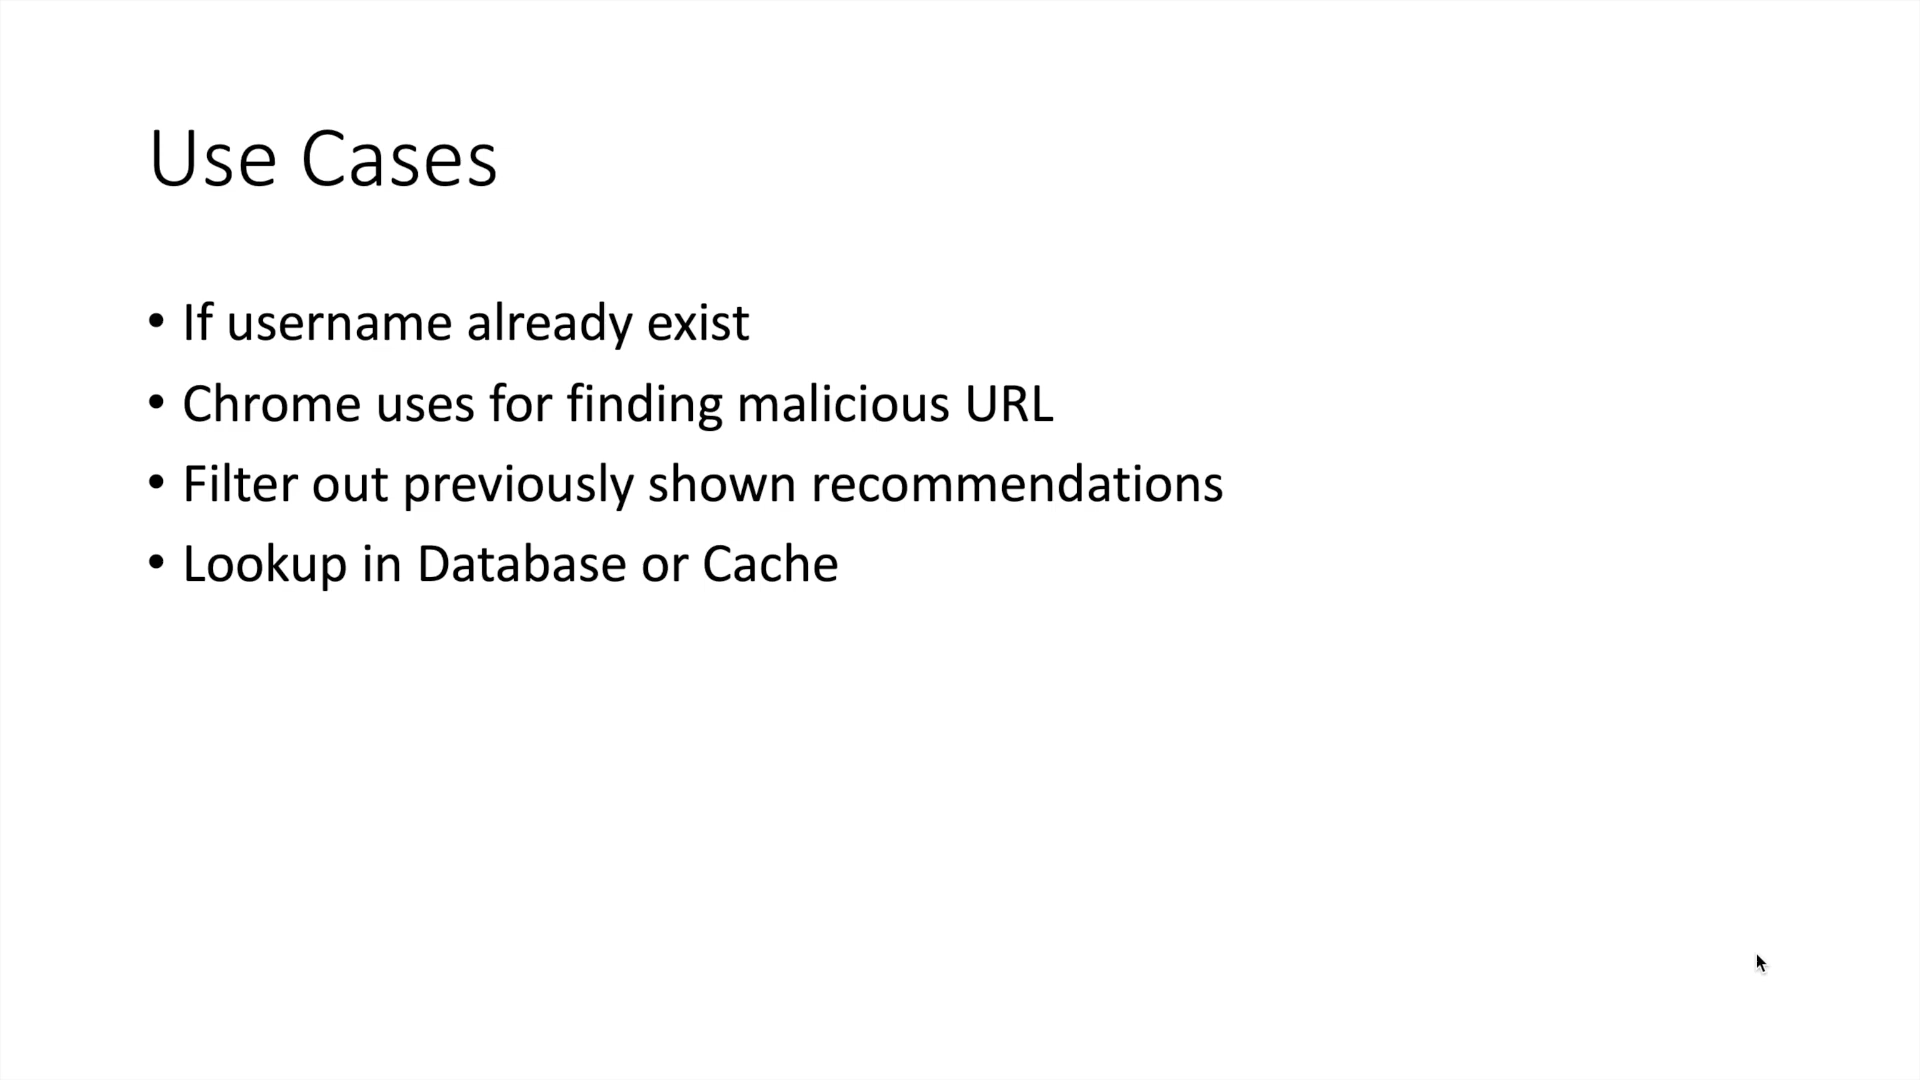 Use Cases
• If username already exist
• Chrome uses for finding malicious URL
• Filter out previously shown recommendations
• Lookup in Database or Cache